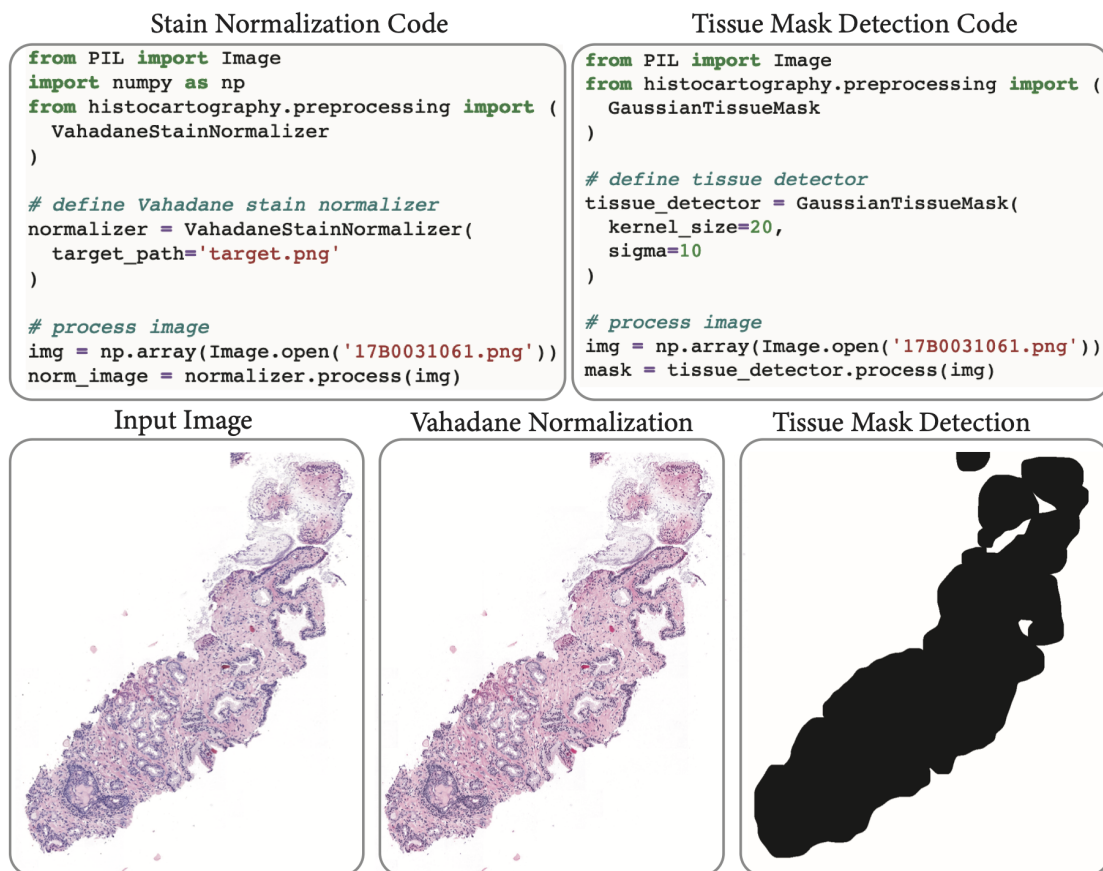 Stain Normalization Code
from PIL import Image
import numpy as np
from histocartography.preprocessing import (
  VahadaneStainNormalizer
)
# define Vahadane stain normalizer
normalizer = VahadaneStainNormalizer(
  target_path='target.png'
)
# process image
img = np.array(Image.open('17B0031061.png'))
norm_image = normalizer.process(img)
Tissue Mask Detection Code
from PIL import Image
from histocartography.preprocessing import (
  GaussianTissueMask
)
# define tissue detector
tissue_detector = GaussianTissueMask(
  kernel_size=20,
  sigma=10
)
# process image
img = np.array(Image.open('17B0031061.png'))
mask = tissue_detector.process(img)
Input Image
Vahadane Normalization
Tissue Mask Detection